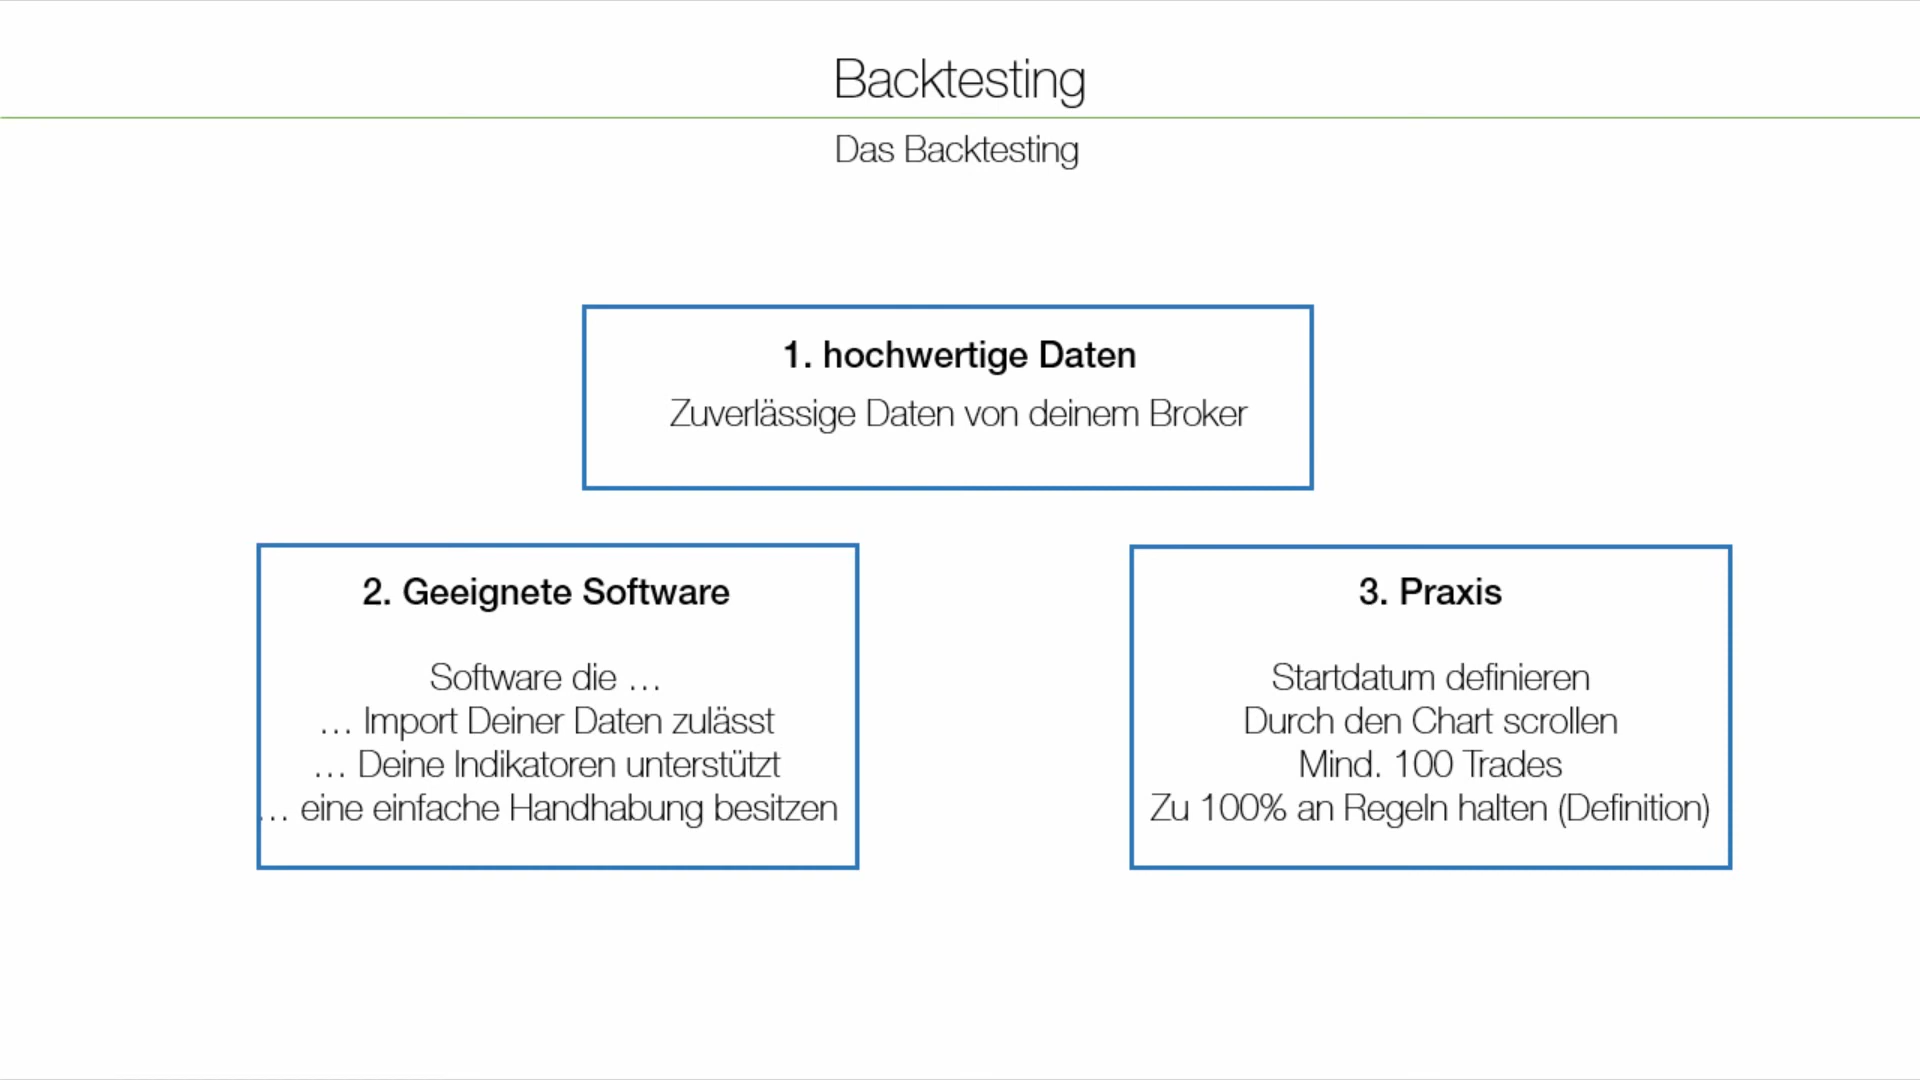 Backtesting
Das Backtesting
1. hochwertige Daten
Zuverlässige Daten von deinem Broker
2. Geeignete Software
Software die …
… Import Deiner Daten zulässt
… Deine Indikatoren unterstützt
… eine einfache Handhabung besitzen
3. Praxis
Startdatum definieren
Durch den Chart scrollen
Mind. 100 Trades
Zu 100% an Regeln halten (Definition)